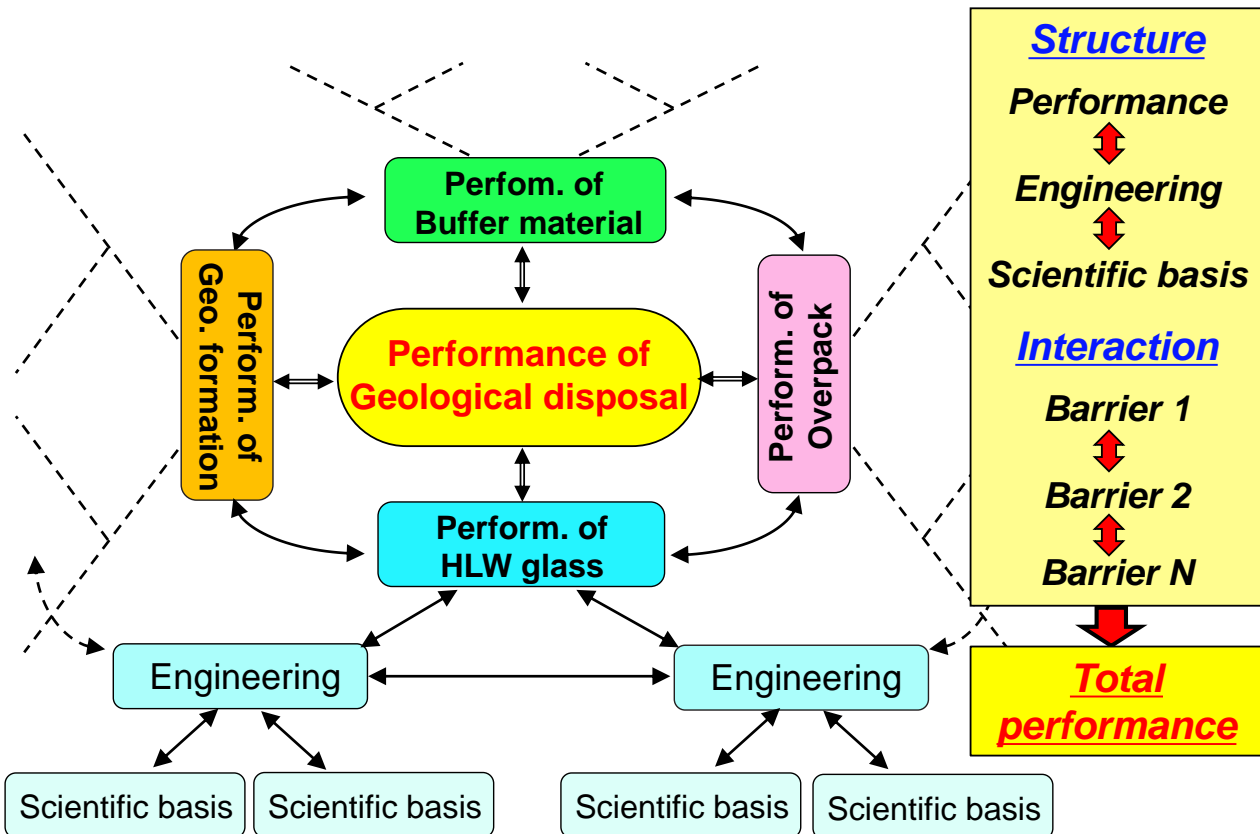 Perfom. of
Buffer material
Perform. of
Geo. formation
Performance of
Geological disposal
Perform. of
Overpack
Perform. of
HLW glass
Engineering
Engineering
Scientific basis
Scientific basis
Scientific basis
Scientific basis
Structure
Performance
Engineering
Scientific basis
Interaction
Barrier 1
Barrier 2
Barrier N
Total
performance